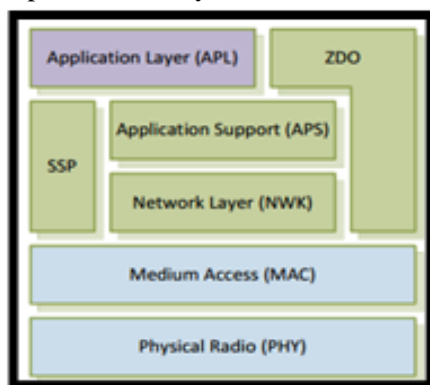 Application Layer (APL)
ZDO
Application Support (APS)
SSP
Network Layer (NWK)
Medium Access (MAC)
Physical Radio (PHY)